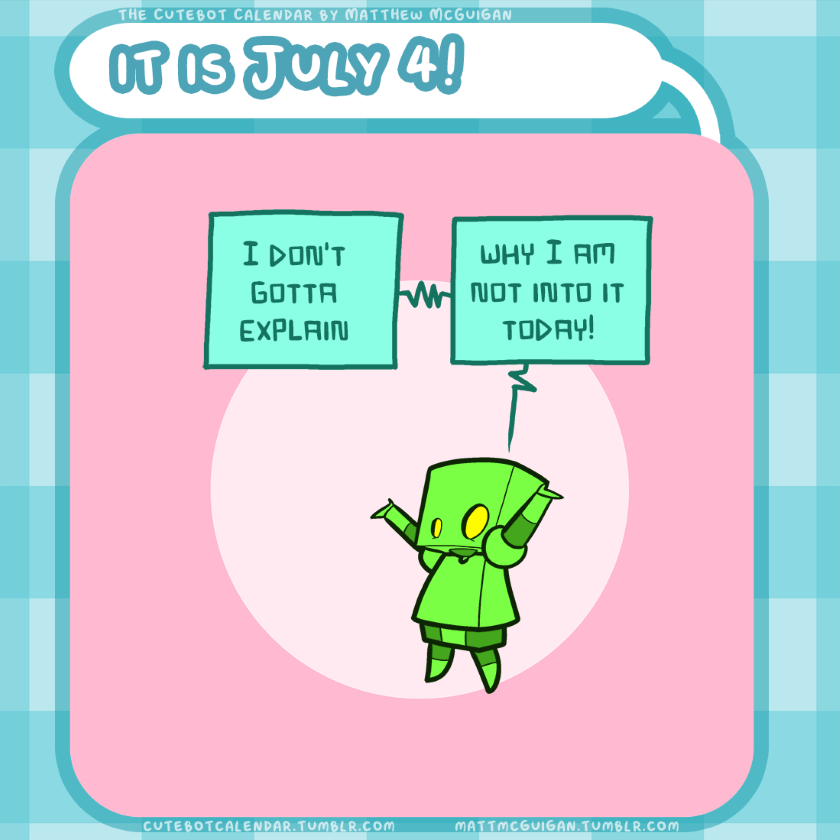 THE CUTEBOT CALENDAR BY MATTHEW MCGUIGAN
IT IS JULY 4!
I DON'T
GOTTA
EXPLAIN
WHY I AM
NOT INTO IT
TODAY!
CUTEBOTCALENDAR.TUMBLR.COM
MATTMCGUIGAN.TUMBLR.COM